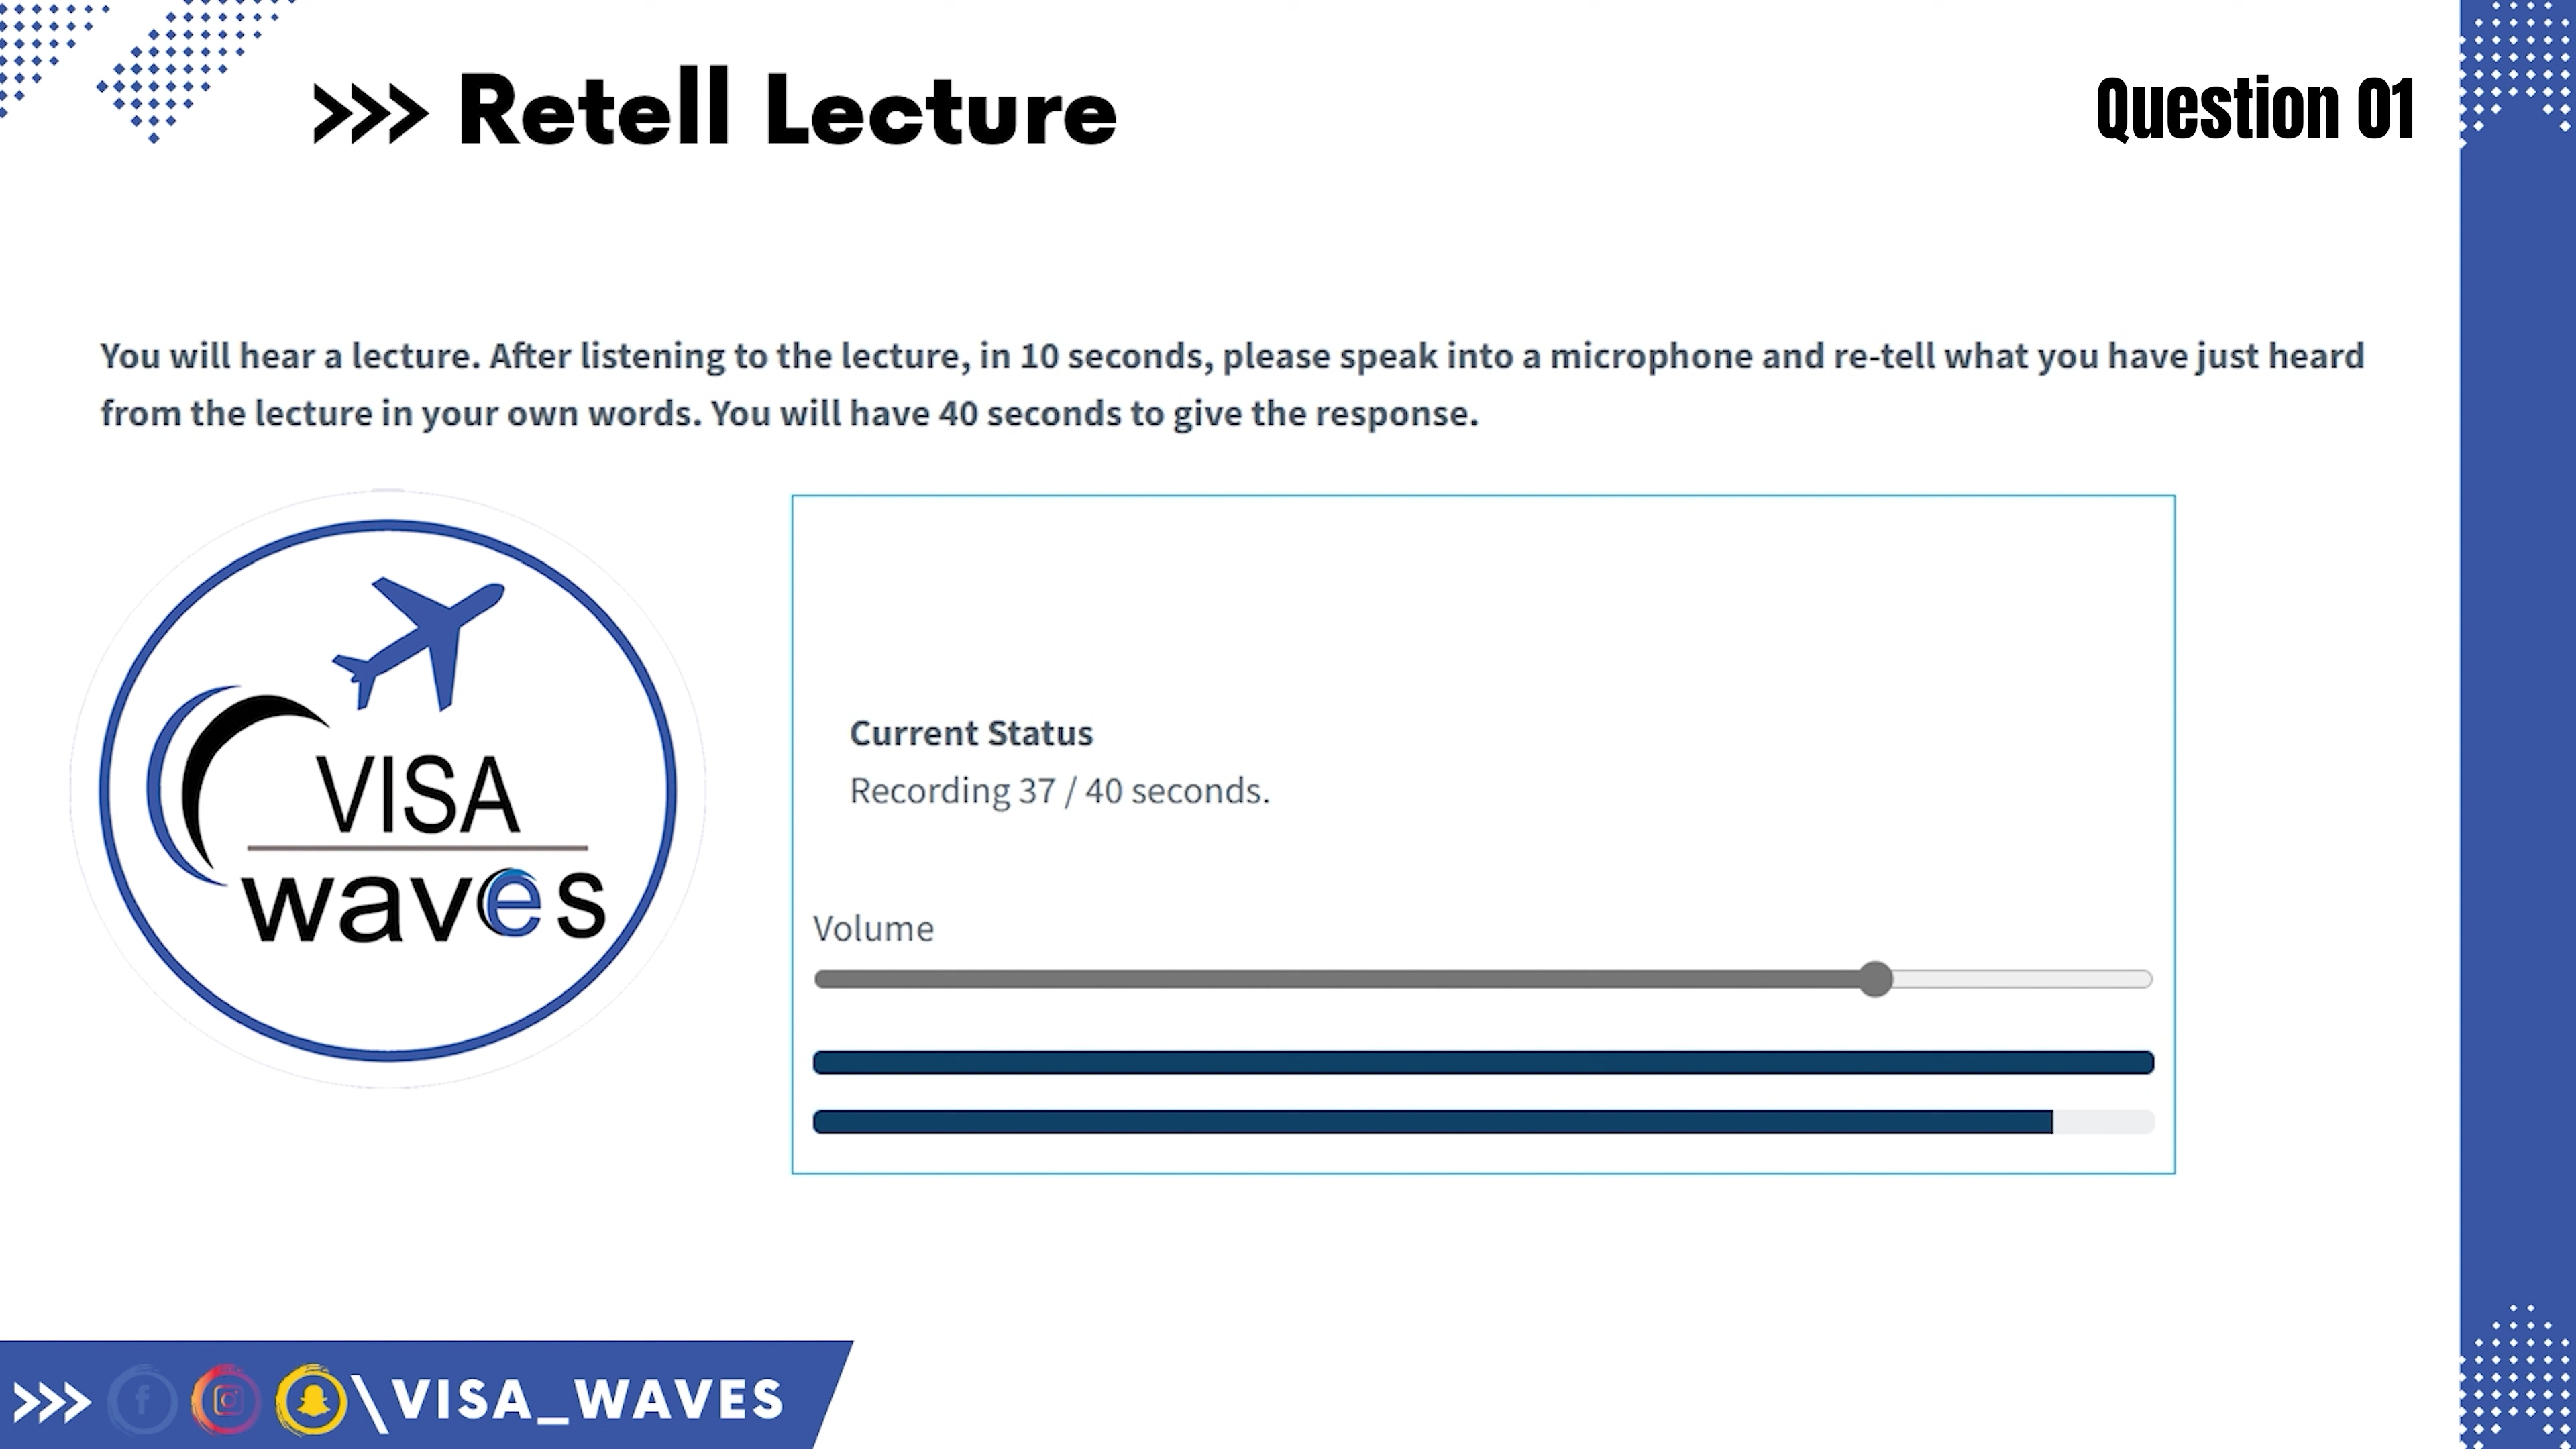 >>> Retell Lecture
Question 01
You will hear a lecture. After listening to the lecture, in 10 seconds, please speak into a microphone and re-tell what you have just heard
from the lecture in your own words. You will have 40 seconds to give the response.
VISA
waves
Current Status
Recording 37 / 40 seconds.
Volume
>>> \VISA_WAVES